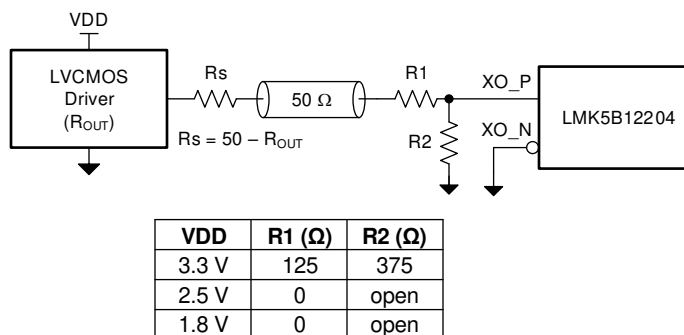 VDD
LVCMOS
Driver
(ROUT)
Rs
Rs = 50 – ROUT
50 Ω
R1
R2
XO_P
XO_N
LMK5B12204
VDD R1 (Ω) R2 (Ω)
3.3 V 125 375
2.5 V 0 open
1.8 V 0 open